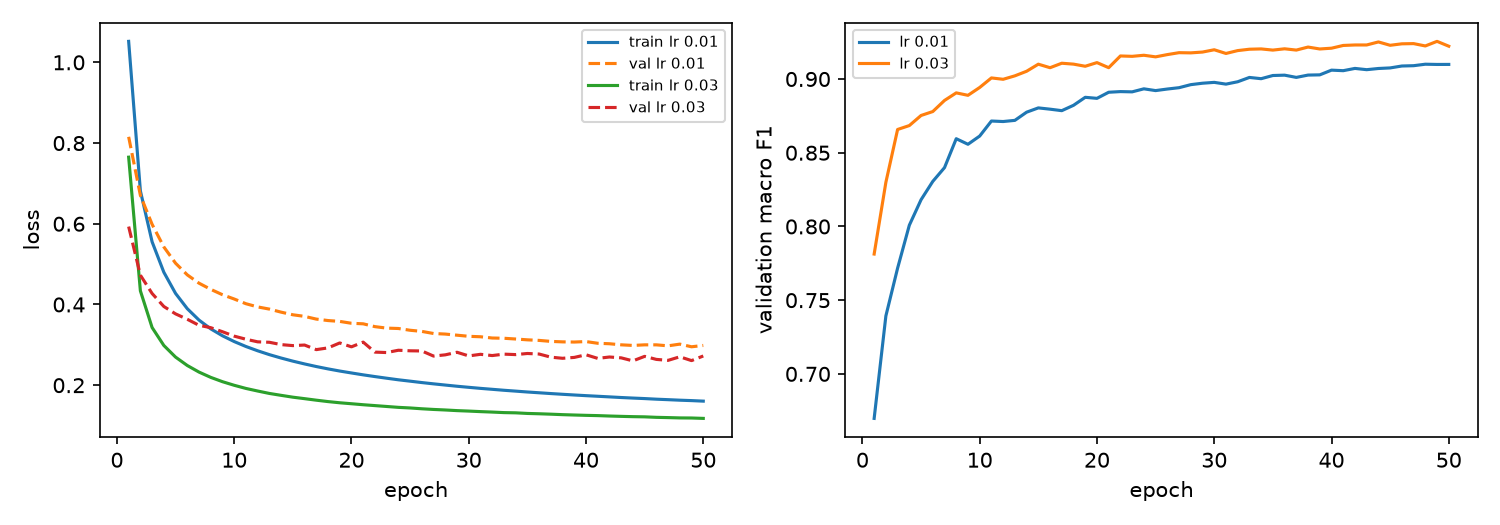 loss
1.0
0.8
0.6
0.4
0.2
0 10 20 30 40 50
epoch
train lr 0.01
val lr 0.01
train lr 0.03
val lr 0.03
validation macro F1
0.90
0.85
0.80
0.75
0.70
0 10 20 30 40 50
epoch
lr 0.01
lr 0.03